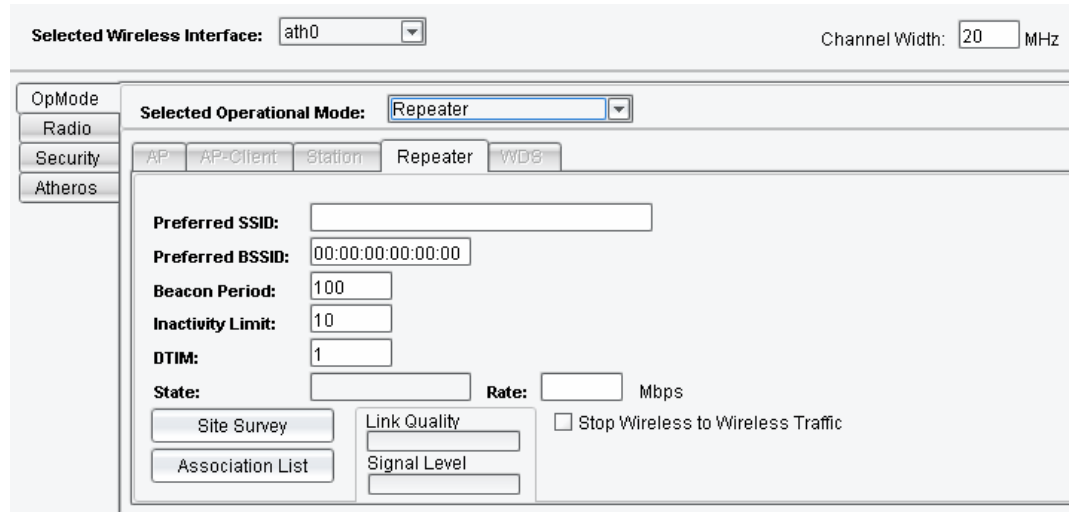 Selected Wireless Interface: ath0 Channel Width: 20 MHz
OpMode
Radio
Security
Atheros
Selected Operational Mode: Repeater
AP AP-Client Station Repeater WDS
Preferred SSID:
Preferred BSSID: 00:00:00:00:00:00
Beacon Period: 100
Inactivity Limit: 10
DTIM: 1
State: Rate: Mbps
Site Survey Link Quality Stop Wireless to Wireless Traffic
Association List Signal Level